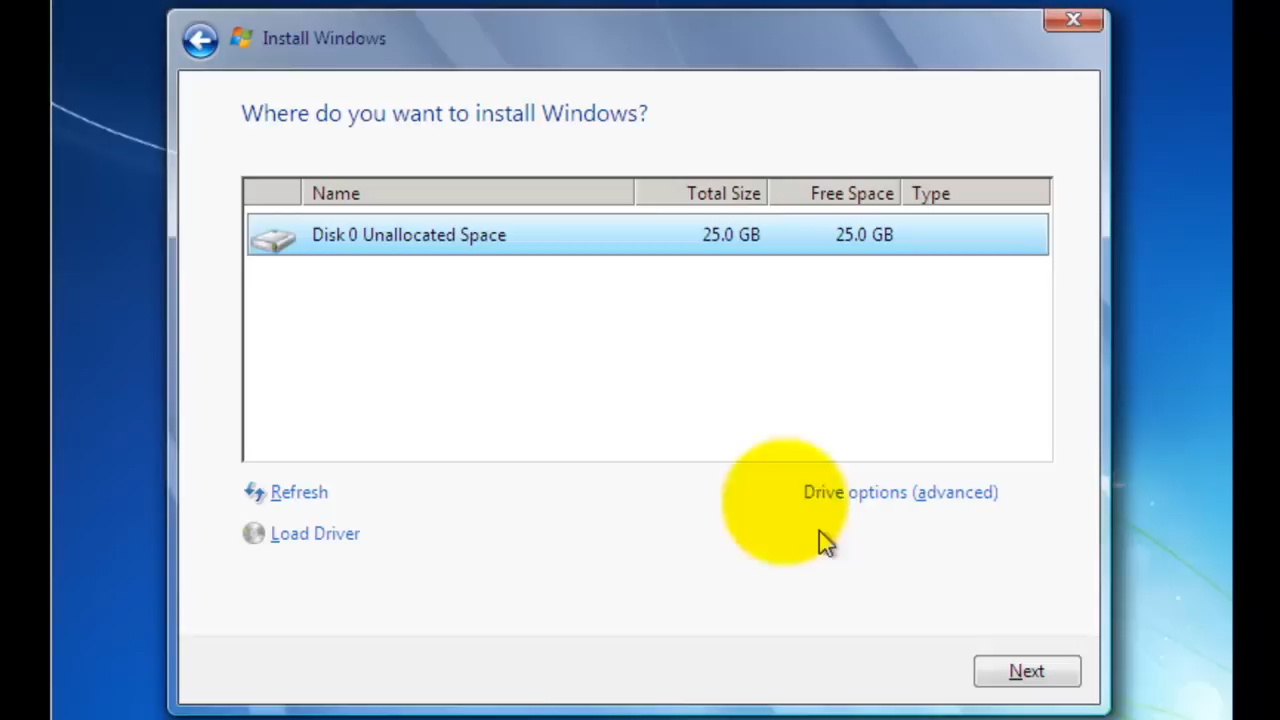 Install Windows
Where do you want to install Windows?
Name Total Size Free Space Type
Disk 0 Unallocated Space 25.0 GB 25.0 GB
Refresh Drive options (advanced)
Load Driver
Next